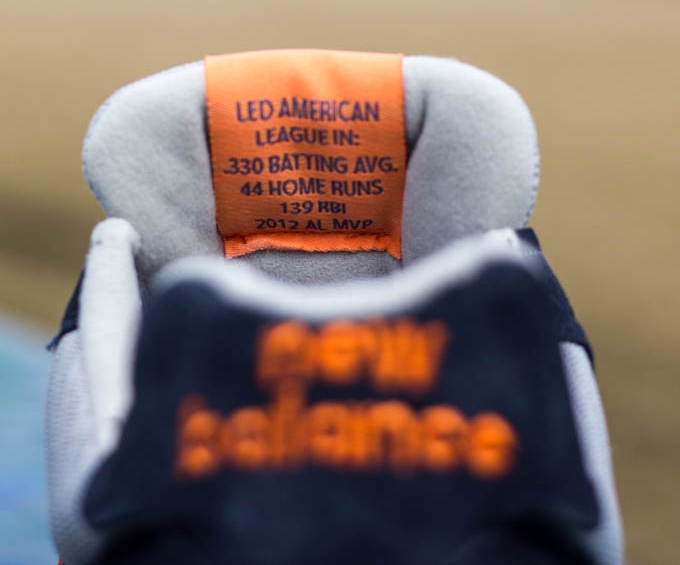 LED AMERICAN
LEAGUE IN:
.330 BATTING AVG.
44 HOME RUNS
139 RBI
2012 AL MVP
new
balance